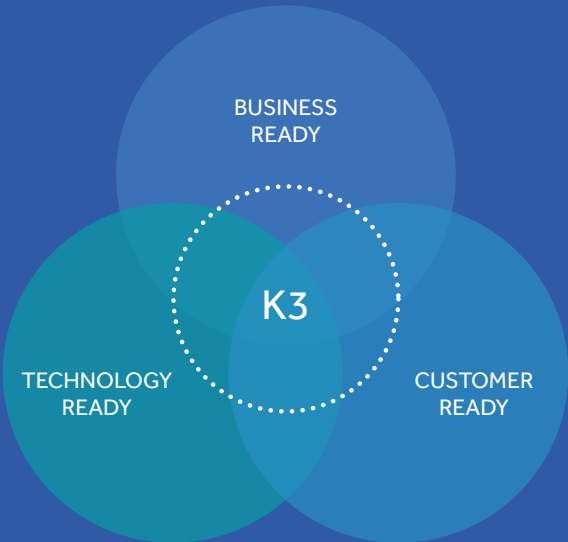 BUSINESS
READY
K3
TECHNOLOGY
READY
CUSTOMER
READY